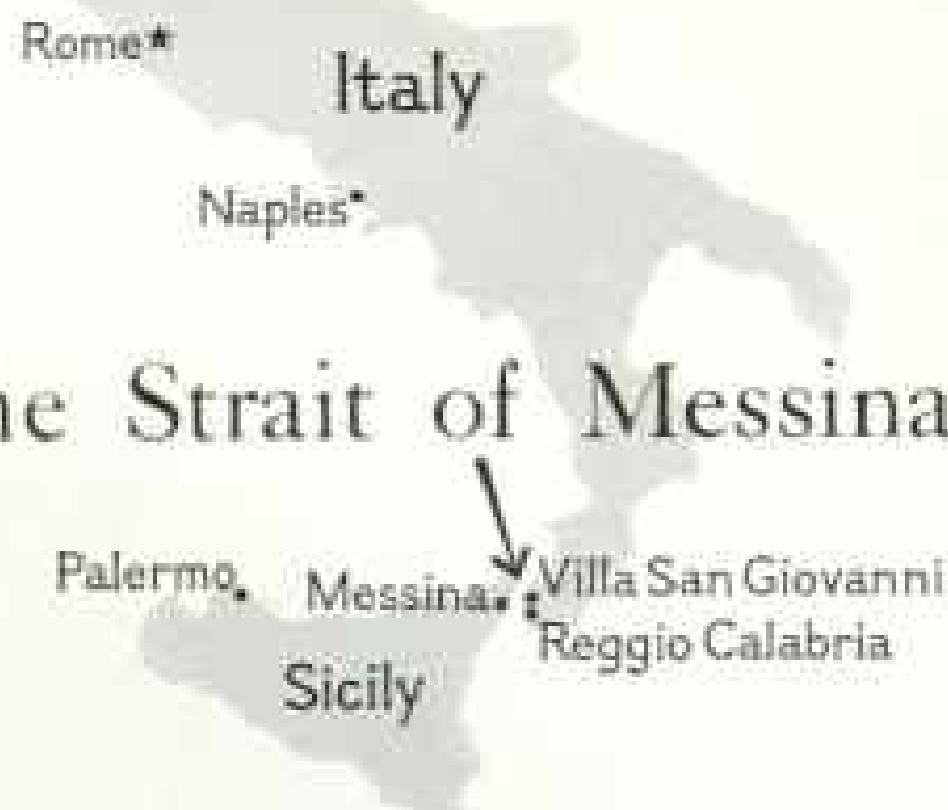 Rome
Italy
Naples
he Strait of Messina
Palermo
Messina
Villa San Giovanni
Reggio Calabria
Sicily